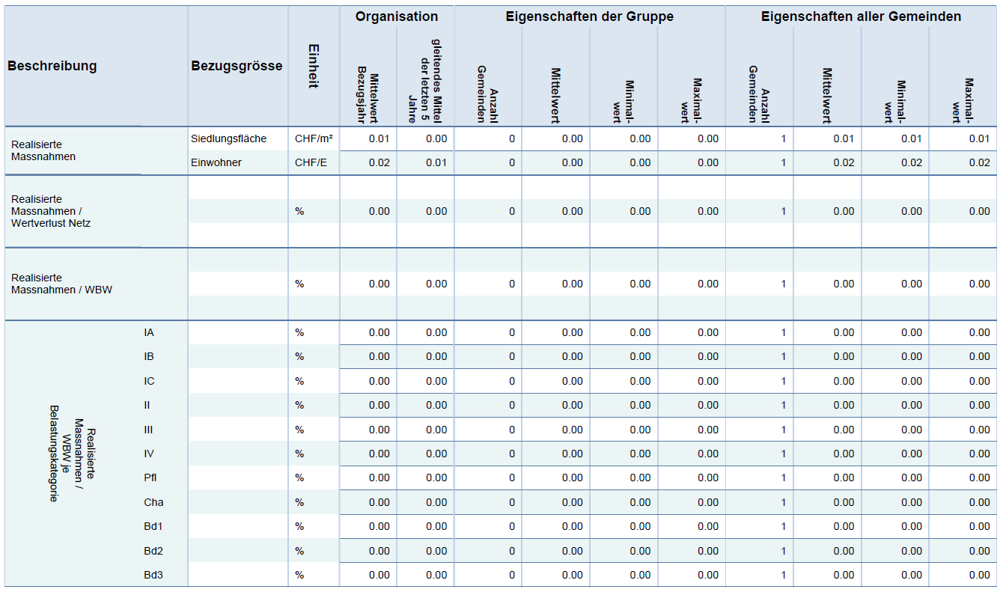 Organisation Eigenschaften der Gruppe Eigenschaften aller Gemeinden
Beschreibung Bezugsgrösse Einheit Mittelwert Bezugsjahr gleitendes Mittel der letzten 5 Jahre Anzahl Gemeinden Mittelwert Minimal-wert Maximal-wert Anzahl Gemeinden Mittelwert Minimal-wert Maximal-wert
Realisierte
Massnahmen
Siedlungsfläche CHF/m² 0.01 0.00 0 0.00 0.00 0.00 1 0.01 0.01 0.01
Einwohner CHF/E 0.02 0.01 0 0.00 0.00 0.00 1 0.02 0.02 0.02
Realisierte
Massnahmen /
Wertverlust Netz
% 0.00 0.00 0 0.00 0.00 0.00 1 0.00 0.00 0.00
Realisierte
Massnahmen / WBW
% 0.00 0.00 0 0.00 0.00 0.00 1 0.00 0.00 0.00
Realisierte
Massnahmen /
WBW je
Belastungskategorie
IA % 0.00 0.00 0 0.00 0.00 0.00 1 0.00 0.00 0.00
IB % 0.00 0.00 0 0.00 0.00 0.00 1 0.00 0.00 0.00
IC % 0.00 0.00 0 0.00 0.00 0.00 1 0.00 0.00 0.00
II % 0.00 0.00 0 0.00 0.00 0.00 1 0.00 0.00 0.00
III % 0.00 0.00 0 0.00 0.00 0.00 1 0.00 0.00 0.00
IV % 0.00 0.00 0 0.00 0.00 0.00 1 0.00 0.00 0.00
Pfl % 0.00 0.00 0 0.00 0.00 0.00 1 0.00 0.00 0.00
Cha % 0.00 0.00 0 0.00 0.00 0.00 1 0.00 0.00 0.00
Bd1 % 0.00 0.00 0 0.00 0.00 0.00 1 0.00 0.00 0.00
Bd2 % 0.00 0.00 0 0.00 0.00 0.00 1 0.00 0.00 0.00
Bd3 % 0.00 0.00 0 0.00 0.00 0.00 1 0.00 0.00 0.00